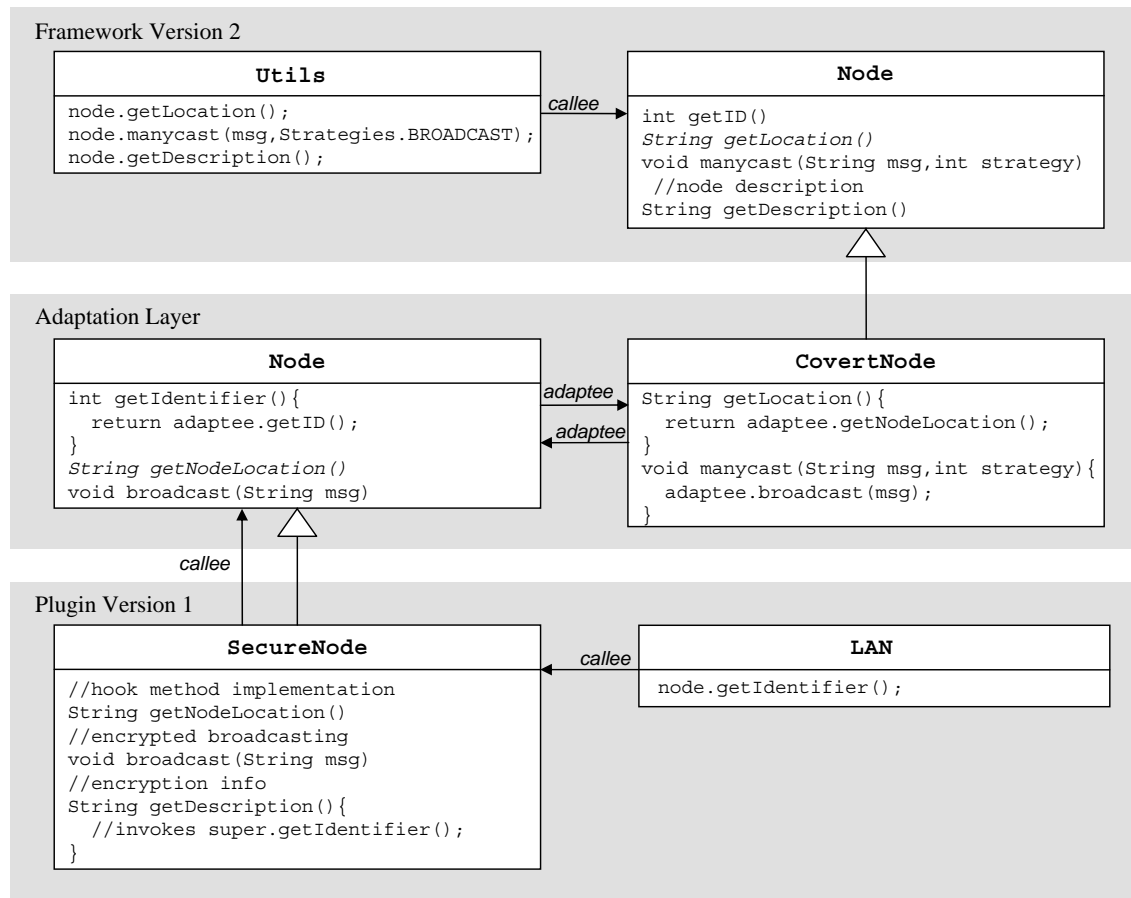 Framework Version 2
Utils
node.getLocation();
node.manycast(msg,Strategies.BROADCAST);
node.getDescription();
callee
Node
int getID()
String getLocation()
void manycast(String msg,int strategy)
//node description
String getDescription()
Adaptation Layer
Node
int getIdentifier(){
return adaptee.getID();
}
String getNodeLocation()
void broadcast(String msg)
adaptee
adaptee
CovertNode
String getLocation(){
return adaptee.getNodeLocation();
}
void manycast(String msg,int strategy){
adaptee.broadcast(msg);
}
callee
Plugin Version 1
SecureNode
//hook method implementation
String getNodeLocation()
//encrypted broadcasting
void broadcast(String msg)
//encryption info
String getDescription(){
//invokes super.getIdentifier();
}
callee
LAN
node.getIdentifier();